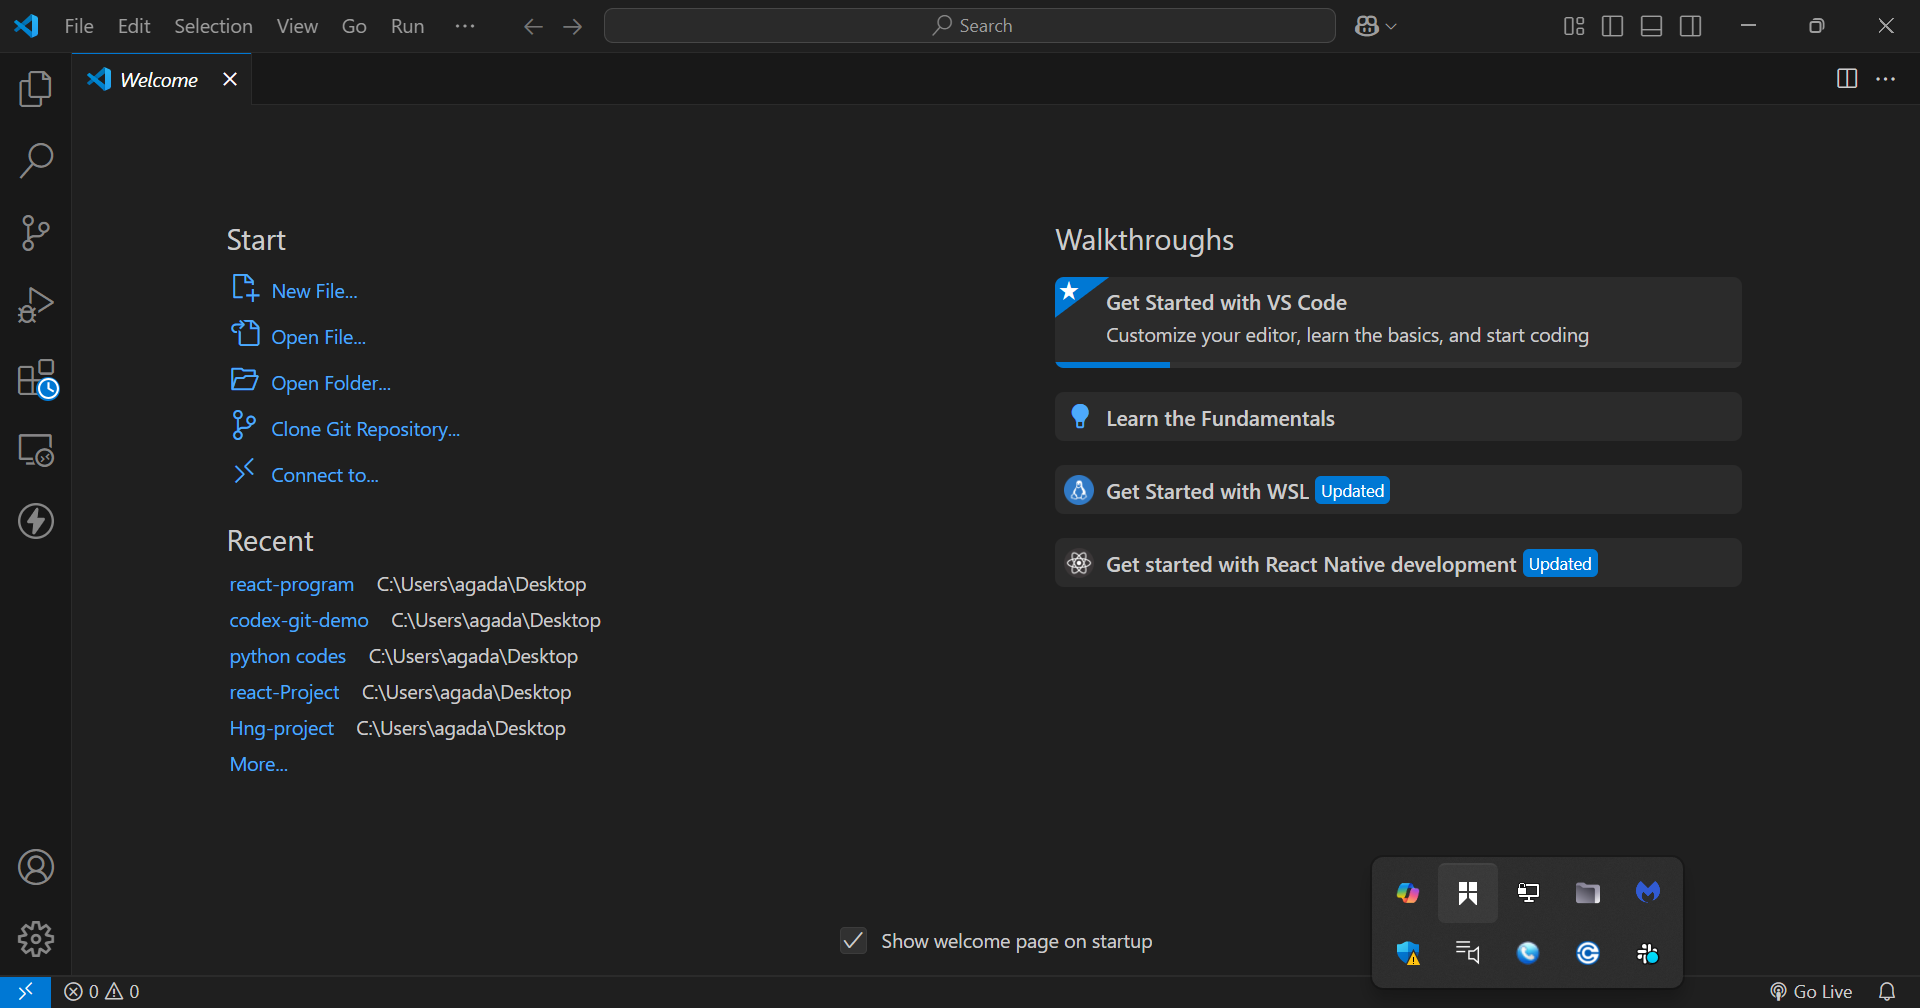 File Edit Selection View Go Run ··· Search
Welcome
Start
New File...
Open File...
Open Folder...
Clone Git Repository...
Connect to...
Recent
react-program C:\Users\agada\Desktop
codex-git-demo C:\Users\agada\Desktop
python codes C:\Users\agada\Desktop
react-Project C:\Users\agada\Desktop
Hng-project C:\Users\agada\Desktop
More...
Walkthroughs
Get Started with VS Code
Customize your editor, learn the basics, and start coding
Learn the Fundamentals
Get Started with WSL Updated
Get started with React Native development Updated
Show welcome page on startup
0 0 Go Live